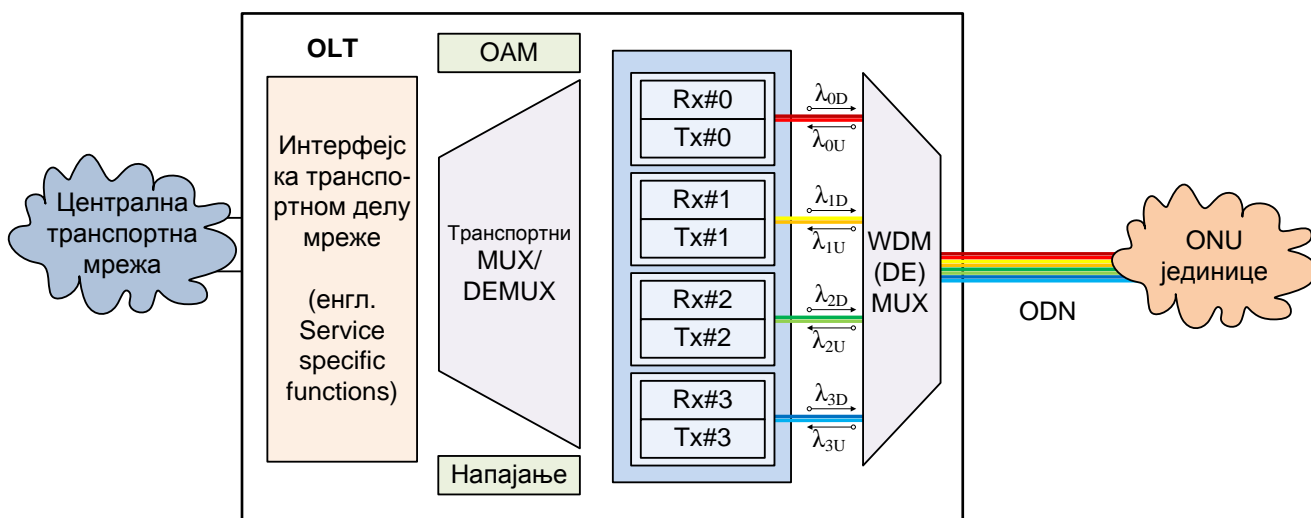 Централна
транспортна
мрежа
OLT
Интерфејс
ка транспо-
ртном делу
мреже
(енгл.
Service
specific
functions)
OAM
Транспортни
MUX/
DEMUX
Напајање
Rx#0
Tx#0
Rx#1
Tx#1
Rx#2
Tx#2
Rx#3
Tx#3
λ0D
λ0U
λ1D
λ1U
λ2D
λ2U
λ3D
λ3U
WDM
(DE)
MUX
ODN
ONU
јединице